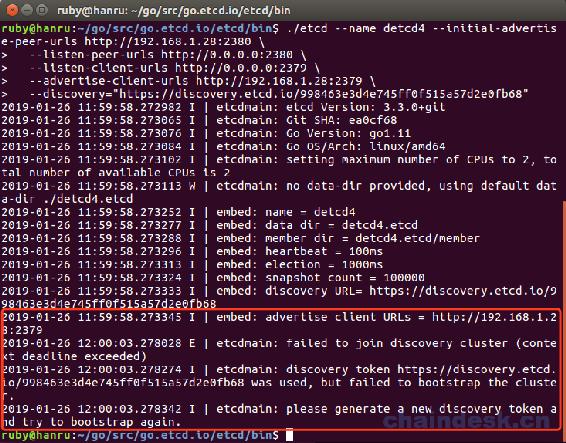 ruby@hanru: ~/go/src/go.etcd.io/etcd/bin
ruby@hanru:~/go/src/go.etcd.io/etcd/bin$ ./etcd --name detcd4 --initial-advertis
e-peer-urls http://192.168.1.28:2380 \
>   --listen-peer-urls http://0.0.0.0:2380 \
>   --listen-client-urls http://0.0.0.0:2379 \
>   --advertise-client-urls http://192.168.1.28:2379 \
>   --discovery="https://discovery.etcd.io/998463e3d4e745ff0f515a57d2e0fb68"
2019-01-26 11:59:58.272982 I | etcdmain: etcd Version: 3.3.0+git
2019-01-26 11:59:58.273065 I | etcdmain: Git SHA: ea0cf68
2019-01-26 11:59:58.273076 I | etcdmain: Go Version: go1.11
2019-01-26 11:59:58.273084 I | etcdmain: Go OS/Arch: linux/amd64
2019-01-26 11:59:58.273102 I | etcdmain: setting maximum number of CPUs to 2, to
tal number of available CPUs is 2
2019-01-26 11:59:58.273113 W | etcdmain: no data-dir provided, using default dat
a-dir ./detcd4.etcd
2019-01-26 11:59:58.273252 I | embed: name = detcd4
2019-01-26 11:59:58.273277 I | embed: data dir = detcd4.etcd
2019-01-26 11:59:58.273288 I | embed: member dir = detcd4.etcd/member
2019-01-26 11:59:58.273296 I | embed: heartbeat = 100ms
2019-01-26 11:59:58.273313 I | embed: election = 1000ms
2019-01-26 11:59:58.273324 I | embed: snapshot count = 100000
2019-01-26 11:59:58.273333 I | embed: discovery URL= https://discovery.etcd.io/9
98463e3d4e745ff0f515a57d2e0fb68
2019-01-26 11:59:58.273345 I | embed: advertise client URLs = http://192.168.1.2
8:2379
2019-01-26 12:00:03.278028 E | etcdmain: failed to join discovery cluster (conte
xt deadline exceeded)
2019-01-26 12:00:03.278274 I | etcdmain: discovery token https://discovery.etcd.
io/998463e3d4e745ff0f515a57d2e0fb68 was used, but failed to bootstrap the cluste
r.
2019-01-26 12:00:03.278342 I | etcdmain: please generate a new discovery token a
nd try to bootstrap again.
ruby@hanru:~/go/src/go.etcd.io/etcd/bin$
chaindesk.cn